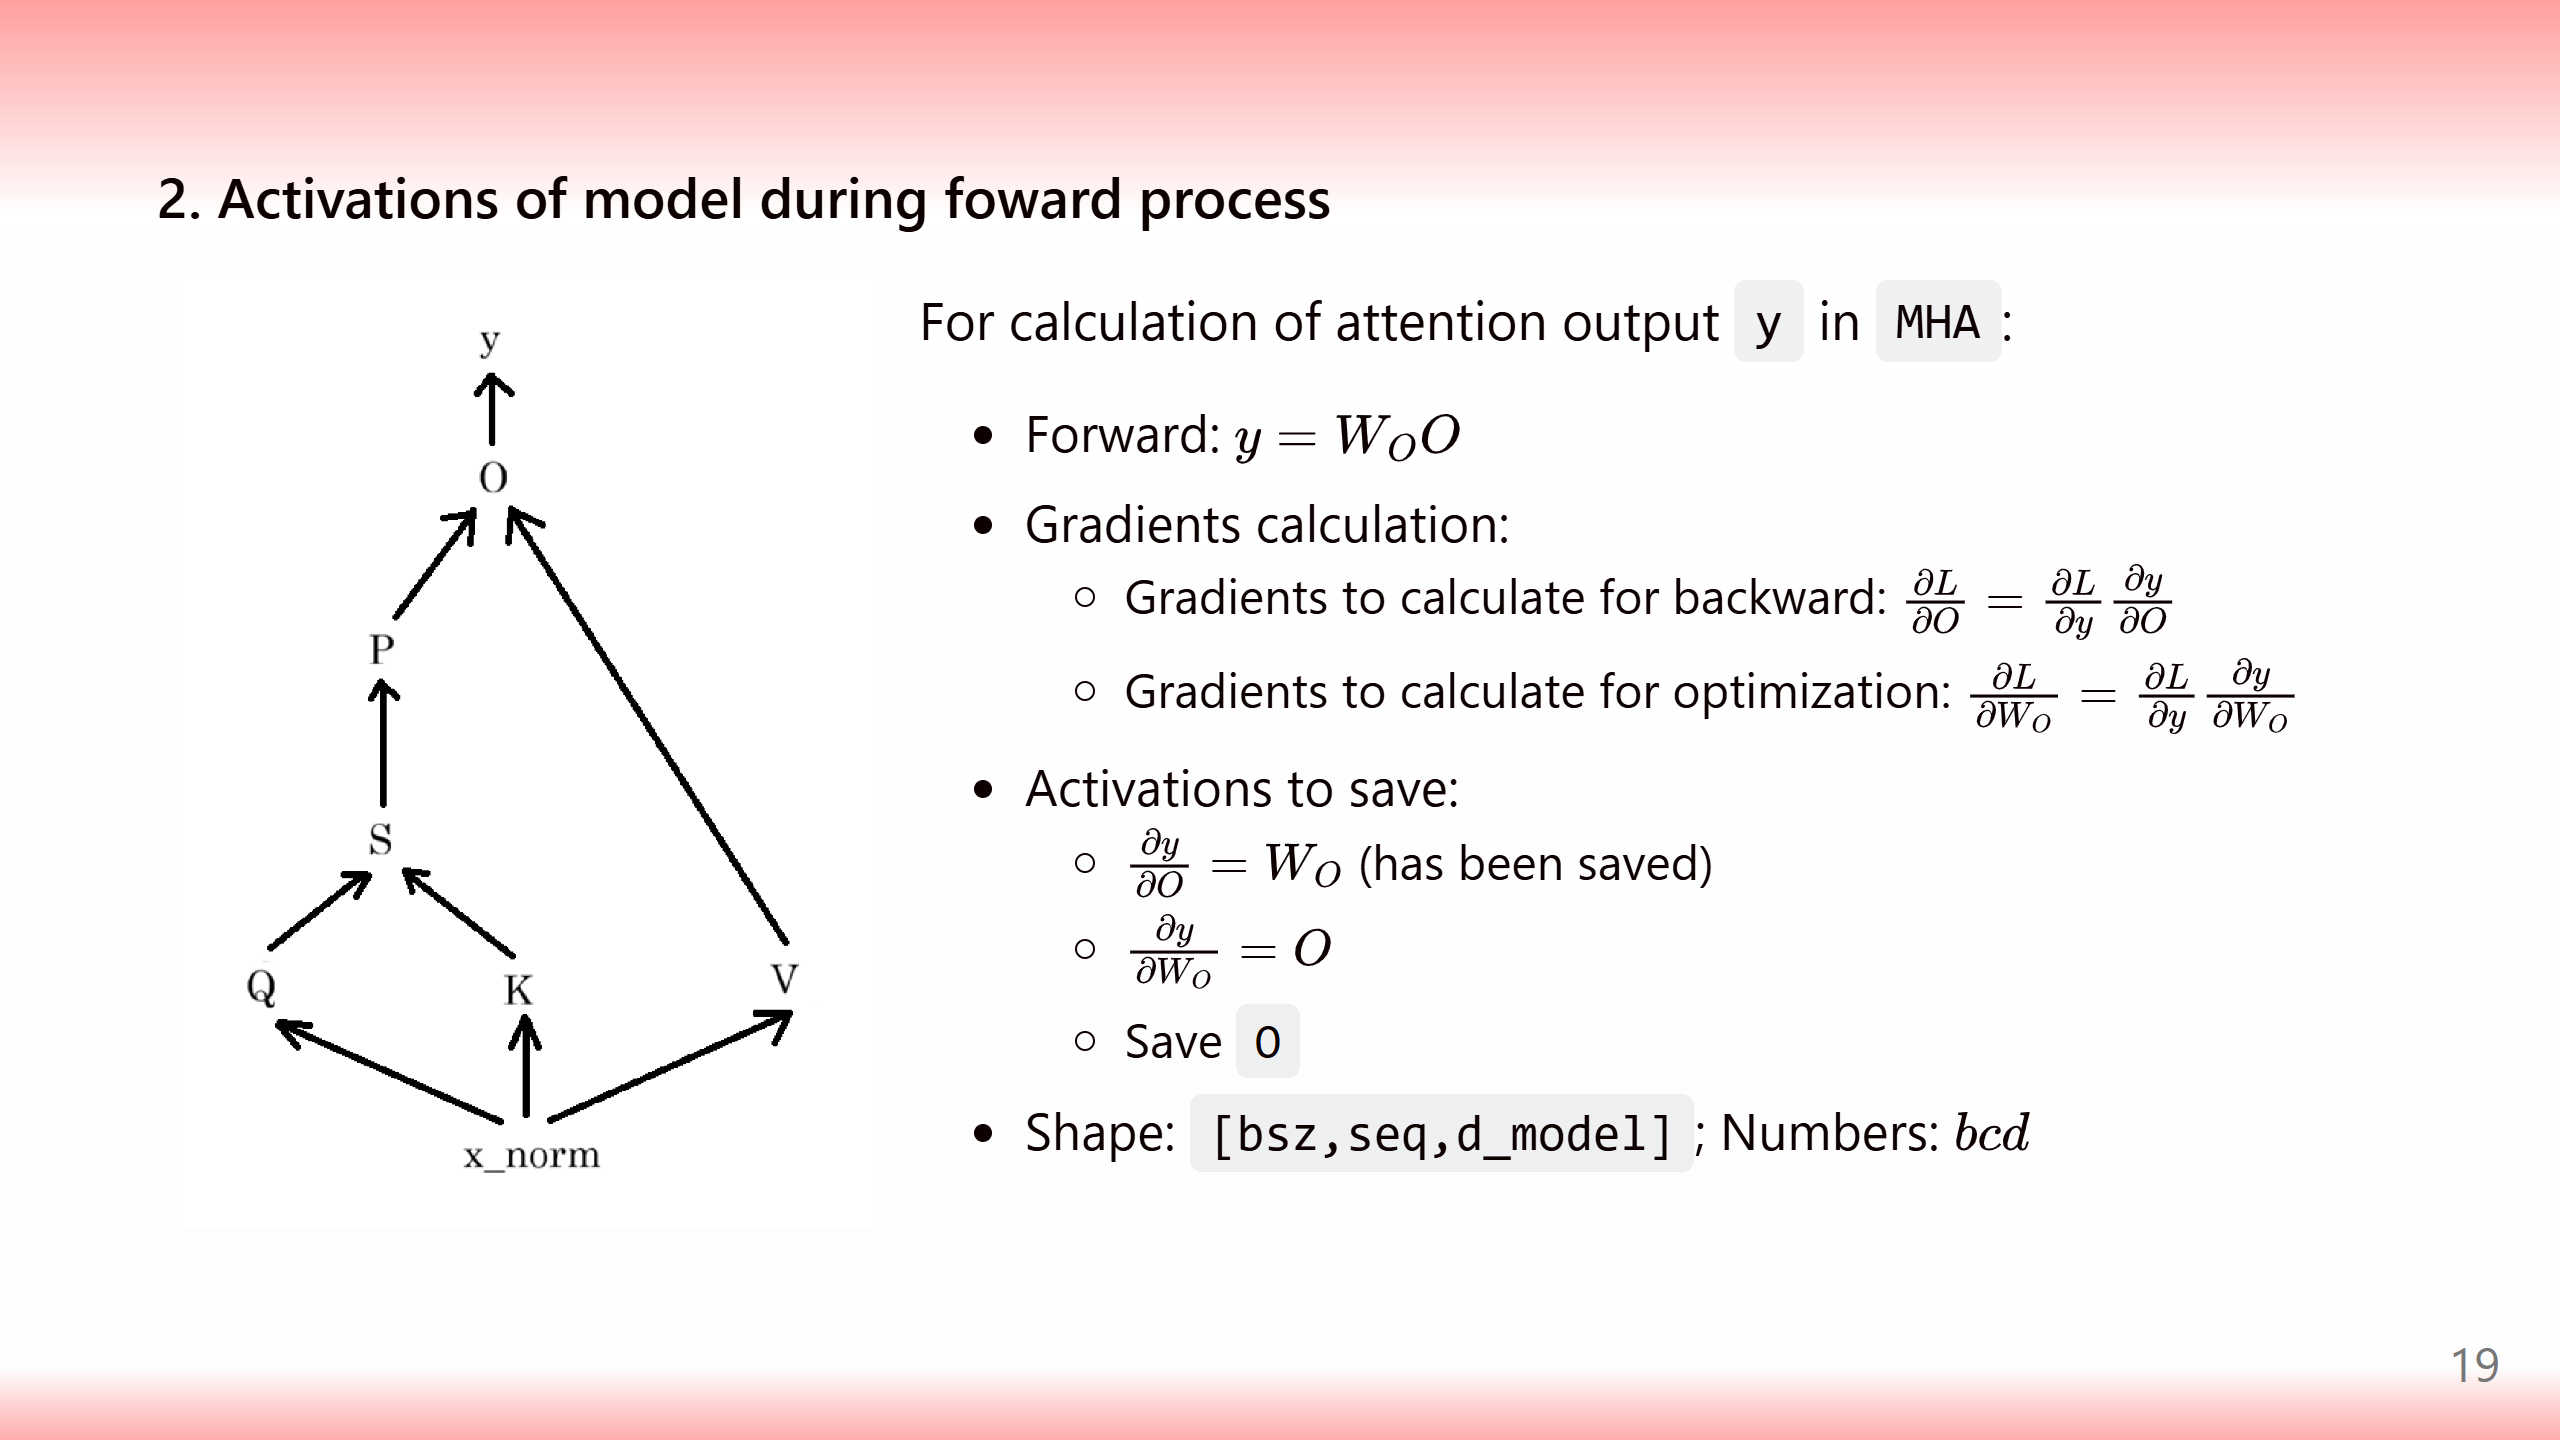 2. Activations of model during foward process
y
O
P
S
Q
K
V
x_norm
For calculation of attention output y in MHA:
• Forward: y = W_O O
• Gradients calculation:
○ Gradients to calculate for backward: ∂L/∂O = ∂L/∂y ∂y/∂O
○ Gradients to calculate for optimization: ∂L/∂W_O = ∂L/∂y ∂y/∂W_O
• Activations to save:
○ ∂y/∂O = W_O (has been saved)
○ ∂y/∂W_O = O
○ Save O
• Shape: [bsz,seq,d_model]; Numbers: bcd
19